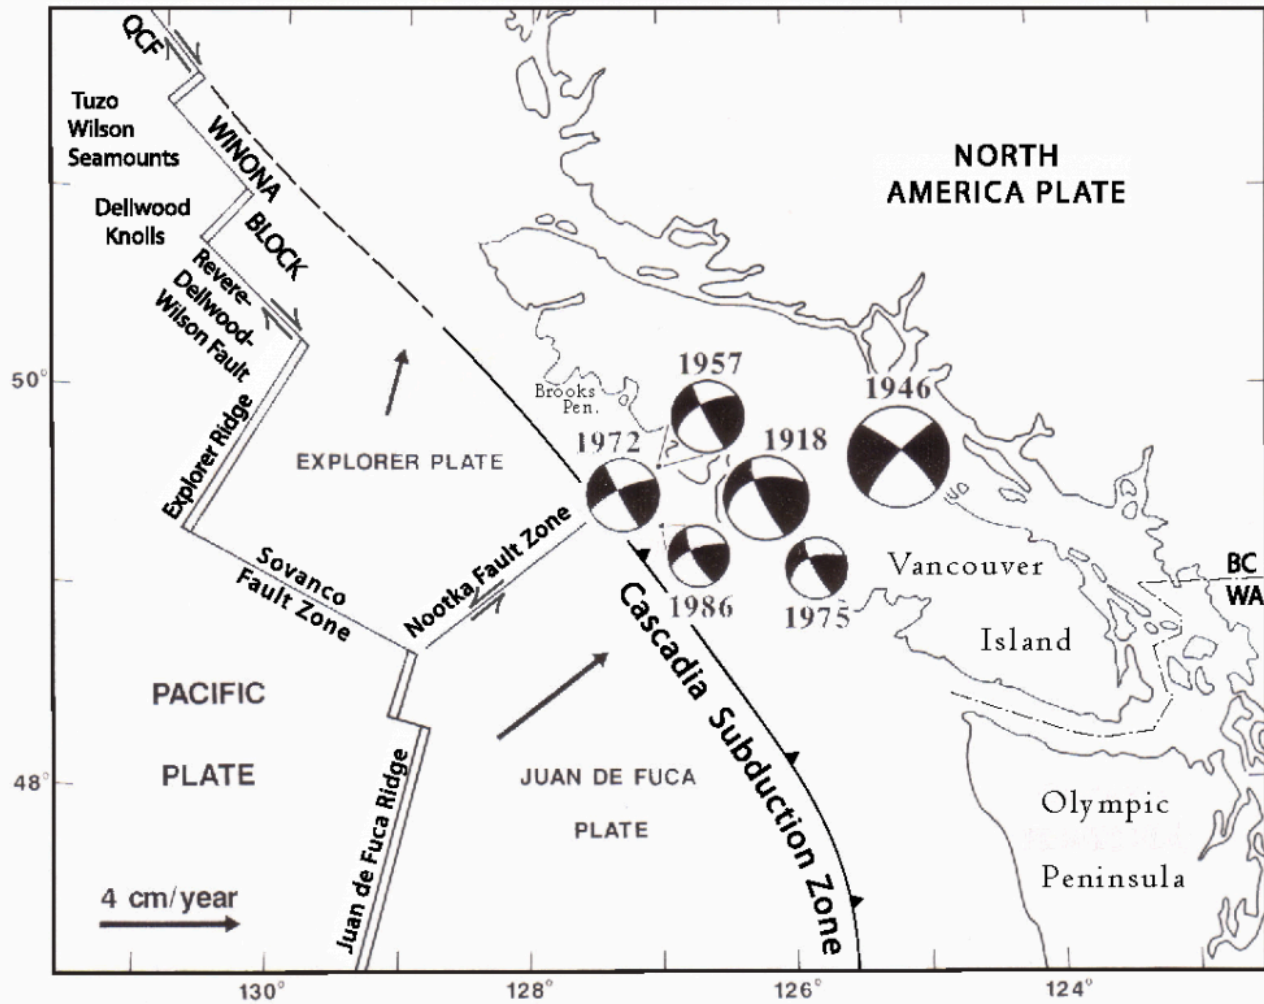 QCF
Tuzo
Wilson
Seamounts
WINONA
BLOCK
NORTH
AMERICA PLATE
Dellwood
Knolls
Revere-
Dellwood-
Wilson Fault
50°
Explorer Ridge
EXPLORER PLATE
Brooks
Pen.
1957
1946
1972
1918
1986
1975
Sovanco
Fault Zone
Nootka Fault Zone
Vancouver
Island
BC
WA
Cascadia Subduction Zone
PACIFIC
PLATE
48°
JUAN DE FUCA
PLATE
Juan de Fuca Ridge
Olympic
Peninsula
4 cm/year
130°
128°
126°
124°